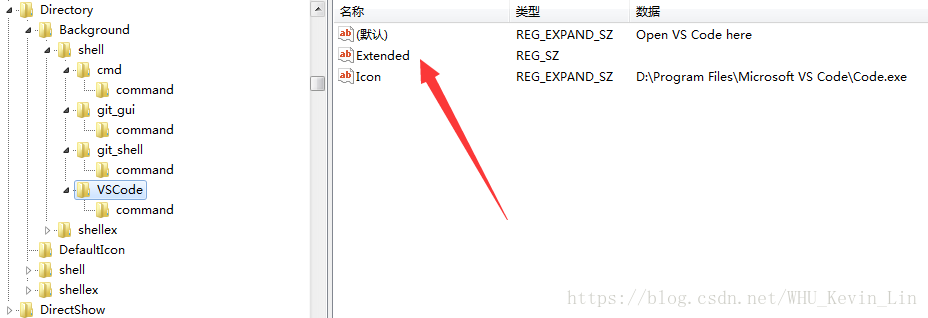 Directory
Background
shell
cmd
command
git_gui
command
git_shell
command
VSCode
command
shellex
DefaultIcon
shell
shellex
DirectShow
名称 类型 数据
ab (默认) REG_EXPAND_SZ Open VS Code here
ab Extended REG_SZ
ab Icon REG_EXPAND_SZ D:\Program Files\Microsoft VS Code\Code.exe
https://blog.csdn.net/WHU_Kevin_Lin